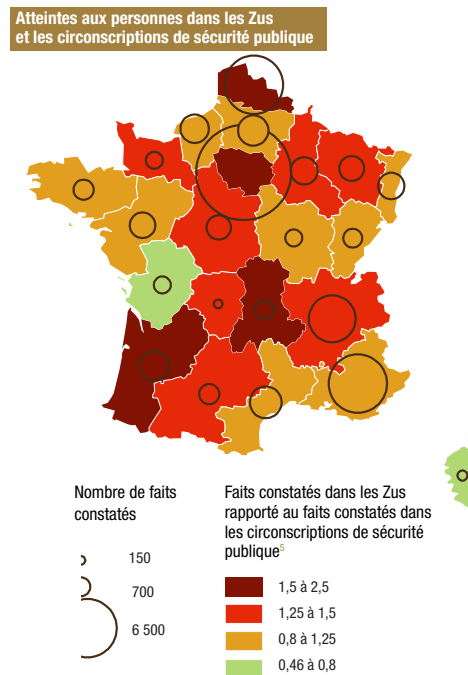 Atteintes aux personnes dans les Zus
et les circonscriptions de sécurité publique
Nombre de faits
constatés
150
700
6 500
Faits constatés dans les Zus
rapporté au faits constatés dans
les circonscriptions de sécurité
publique5
1,5 à 2,5
1,25 à 1,5
0,8 à 1,25
0,46 à 0,8